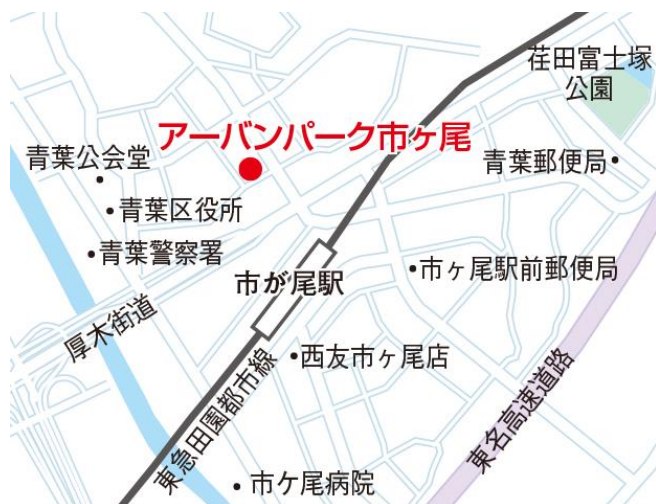 荏田富士塚
公園
アーバンパーク市ヶ尾
青葉公会堂
青葉郵便局
青葉区役所
青葉警察署
市が尾駅
市ヶ尾駅前郵便局
厚木街道
西友市ヶ尾店
東急田園都市線
東名高速道路
市ケ尾病院